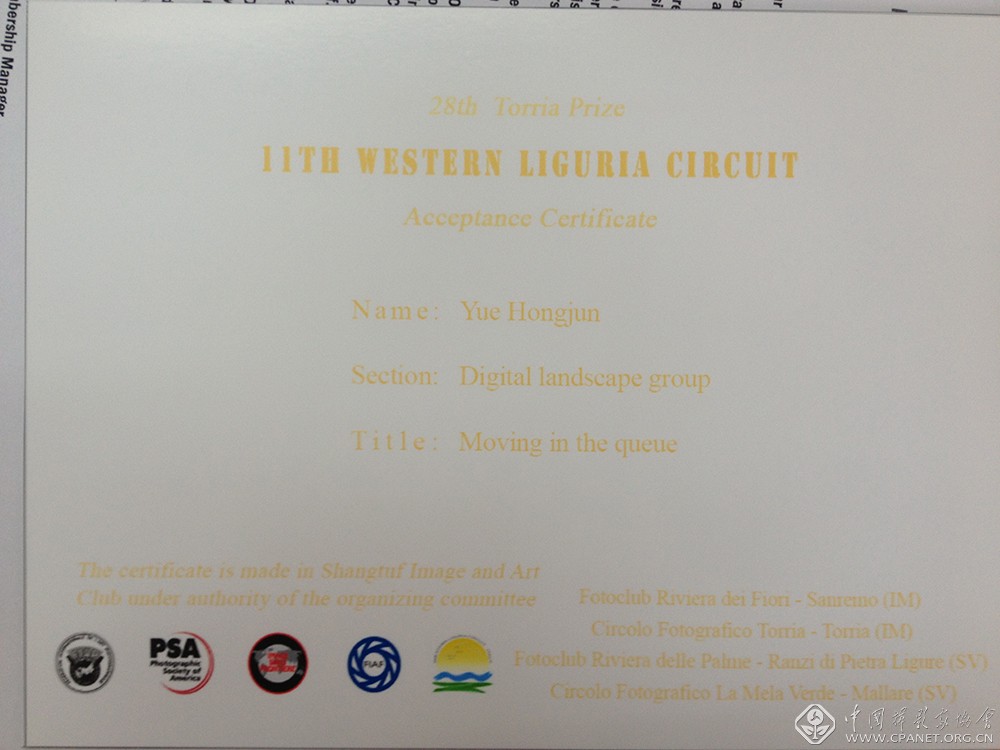 bership Manager
28th Torria Prize
11TH WESTERN LIGURIA CIRCUIT
Acceptance Certificate
Name: Yue Hongjun
Section: Digital landscape group
Title: Moving in the queue
The certificate is made in Shangtuf Image and Art
Club under authority of the organizing committee
Fotoclub Riviera dei Fiori - Sanremo (IM)
Circolo Fotografico Torria - Torria (IM)
Fotoclub Riviera delle Palme - Ranzi di Pietra Ligure (SV)
Circolo Fotografico La Mela Verde - Mallare (SV)
PSA
Photographic
Society of
America
FIAF
中国摄影家协会
WWW.CPANET.ORG.CN